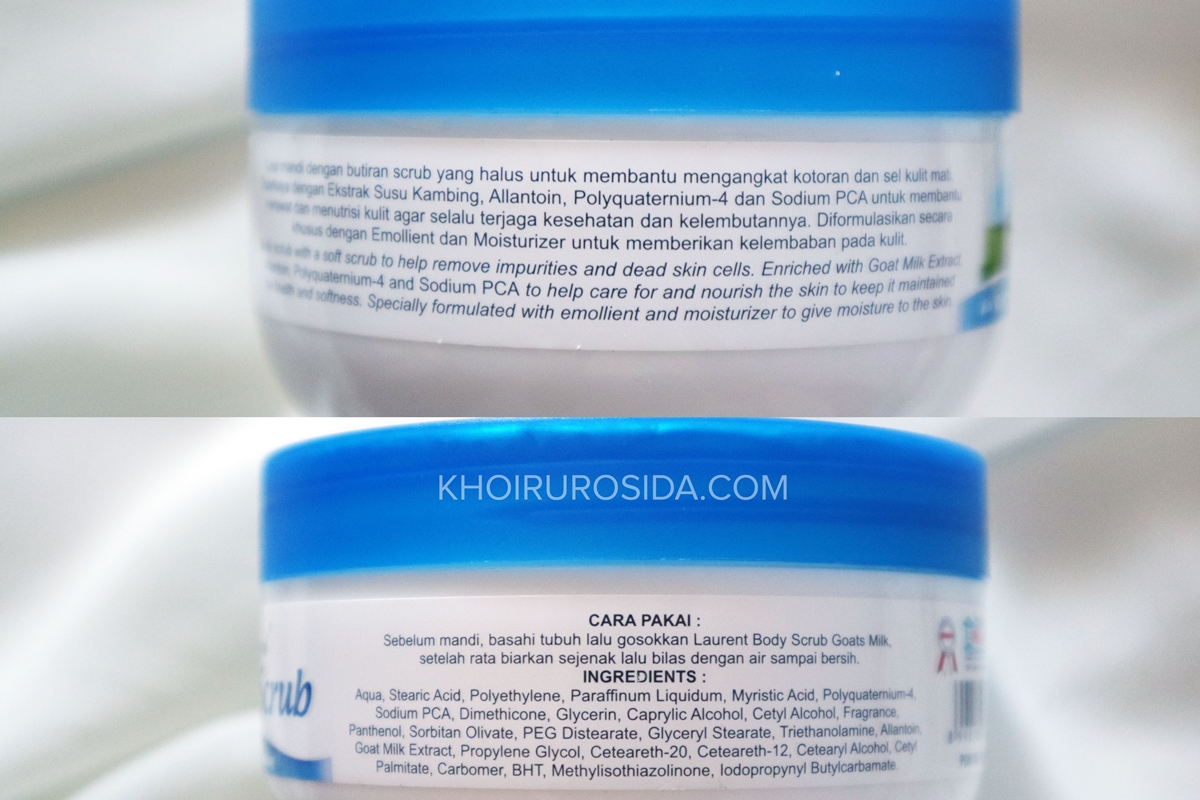 mandi dengan butiran scrub yang halus untuk membantu mengangkat kotoran dan sel kulit mati.
dengan Ekstrak Susu Kambing, Allantoin, Polyquaternium-4 dan Sodium PCA untuk membantu
dan menutrisi kulit agar selalu terjaga kesehatan dan kelembutannya. Diformulasikan secara
khusus dengan Emollient dan Moisturizer untuk memberikan kelembaban pada kulit.
scrub with a soft scrub to help remove impurities and dead skin cells. Enriched with Goat Milk Extract,
Polyquaternium-4 and Sodium PCA to help care for and nourish the skin to keep it maintained
health and softness. Specially formulated with emollient and moisturizer to give moisture to the skin.
KHOIRUROSIDA.COM
CARA PAKAI :
Sebelum mandi, basahi tubuh lalu gosokkan Laurent Body Scrub Goats Milk,
setelah rata biarkan sejenak lalu bilas dengan air sampai bersih.
INGREDIENTS :
Aqua, Stearic Acid, Polyethylene, Paraffinum Liquidum, Myristic Acid, Polyquaternium-4,
Sodium PCA, Dimethicone, Glycerin, Caprylic Alcohol, Cetyl Alcohol, Fragrance,
Panthenol, Sorbitan Olivate, PEG Distearate, Glyceryl Stearate, Triethanolamine, Allantoin,
Goat Milk Extract, Propylene Glycol, Ceteareth-20, Ceteareth-12, Cetearyl Alcohol, Cetyl
Palmitate, Carbomer, BHT, Methylisothiazolinone, Iodopropynyl Butylcarbamate.
crub